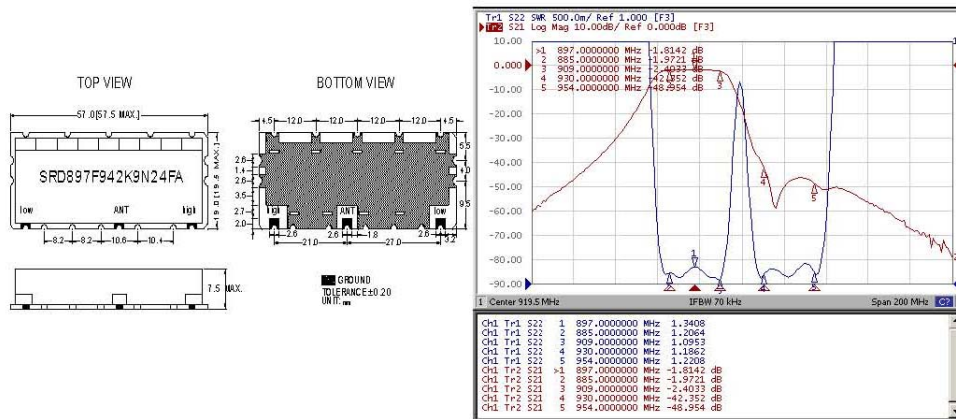 TOP VIEW
57.0[57.5 MAX.]
SRD897F942K9N24FA
low ANT high
19.0[19.5 MAX.]
8.2 8.2 10.6 10.4
7.5 MAX.
BOTTOM VIEW
4.5 12.0 12.0 12.0 12.0 4.5
2.6
1.4
2.6
3.5
2.7
2.0
5.5
4.0
9.5
high ANT low
2.6 2.6 1.8 2.6 3.2
21.0 27.0
GROUND
TOLERANCE:±0.20
UNIT: mm
Tr1 S22 SWR 500.0m/ Ref 1.000 [F3]
Tr2 S21 Log Mag 10.00dB/ Ref 0.000dB [F3]
10.00
0.000
-10.00
-20.00
-30.00
-40.00
-50.00
-60.00
-70.00
-80.00
-90.00
>1 897.0000000 MHz -1.8142 dB
2 885.0000000 MHz -1.9721 dB
3 909.0000000 MHz -2.4033 dB
4 930.0000000 MHz -42.352 dB
5 954.0000000 MHz -48.954 dB
1 Center 919.5 MHz IFBW 70 kHz Span 200 MHz C?
Ch1 Tr1 S22 1 897.0000000 MHz 1.3408
Ch1 Tr1 S22 2 885.0000000 MHz 1.2064
Ch1 Tr1 S22 3 909.0000000 MHz 1.0953
Ch1 Tr1 S22 4 930.0000000 MHz 1.1862
Ch1 Tr1 S22 5 954.0000000 MHz 1.2208
Ch1 Tr2 S21 >1 897.0000000 MHz -1.8142 dB
Ch1 Tr2 S21 2 885.0000000 MHz -1.9721 dB
Ch1 Tr2 S21 3 909.0000000 MHz -2.4033 dB
Ch1 Tr2 S21 4 930.0000000 MHz -42.352 dB
Ch1 Tr2 S21 5 954.0000000 MHz -48.954 dB